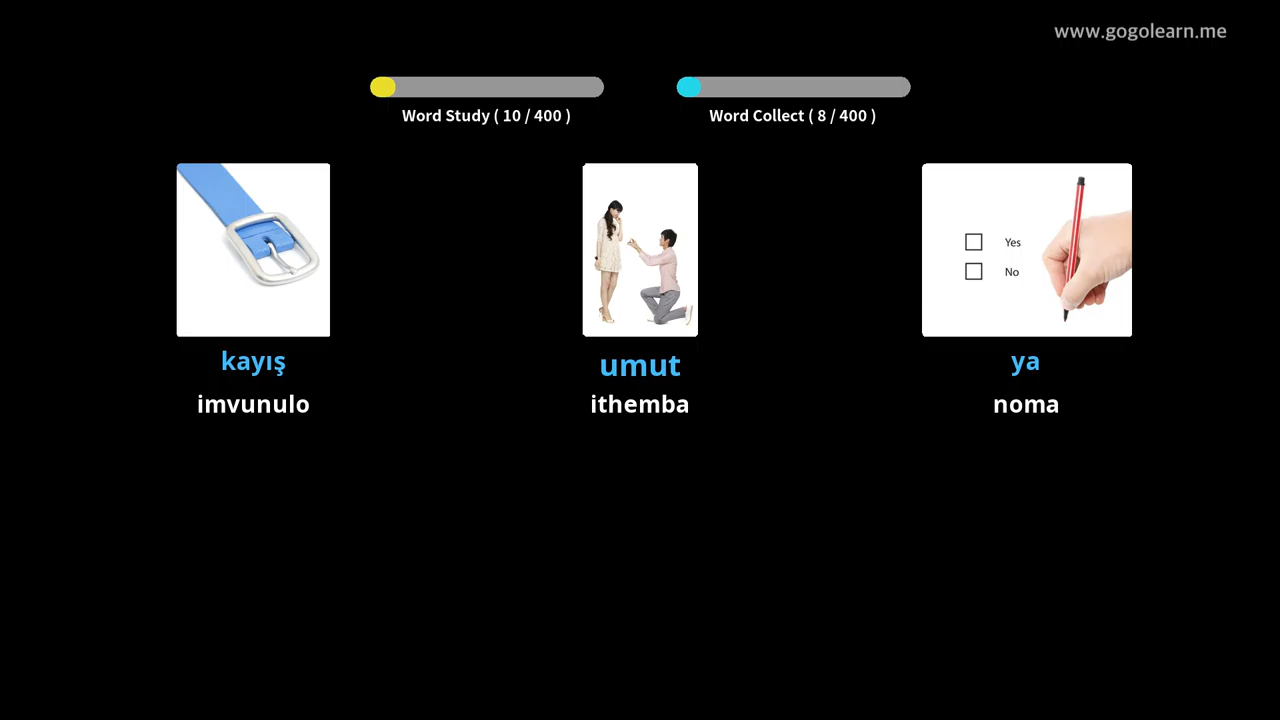 www.gogolearn.me
Word Study ( 10 / 400 )
Word Collect ( 8 / 400 )
Yes
No
kayış
umut
ya
imvunulo
ithemba
noma